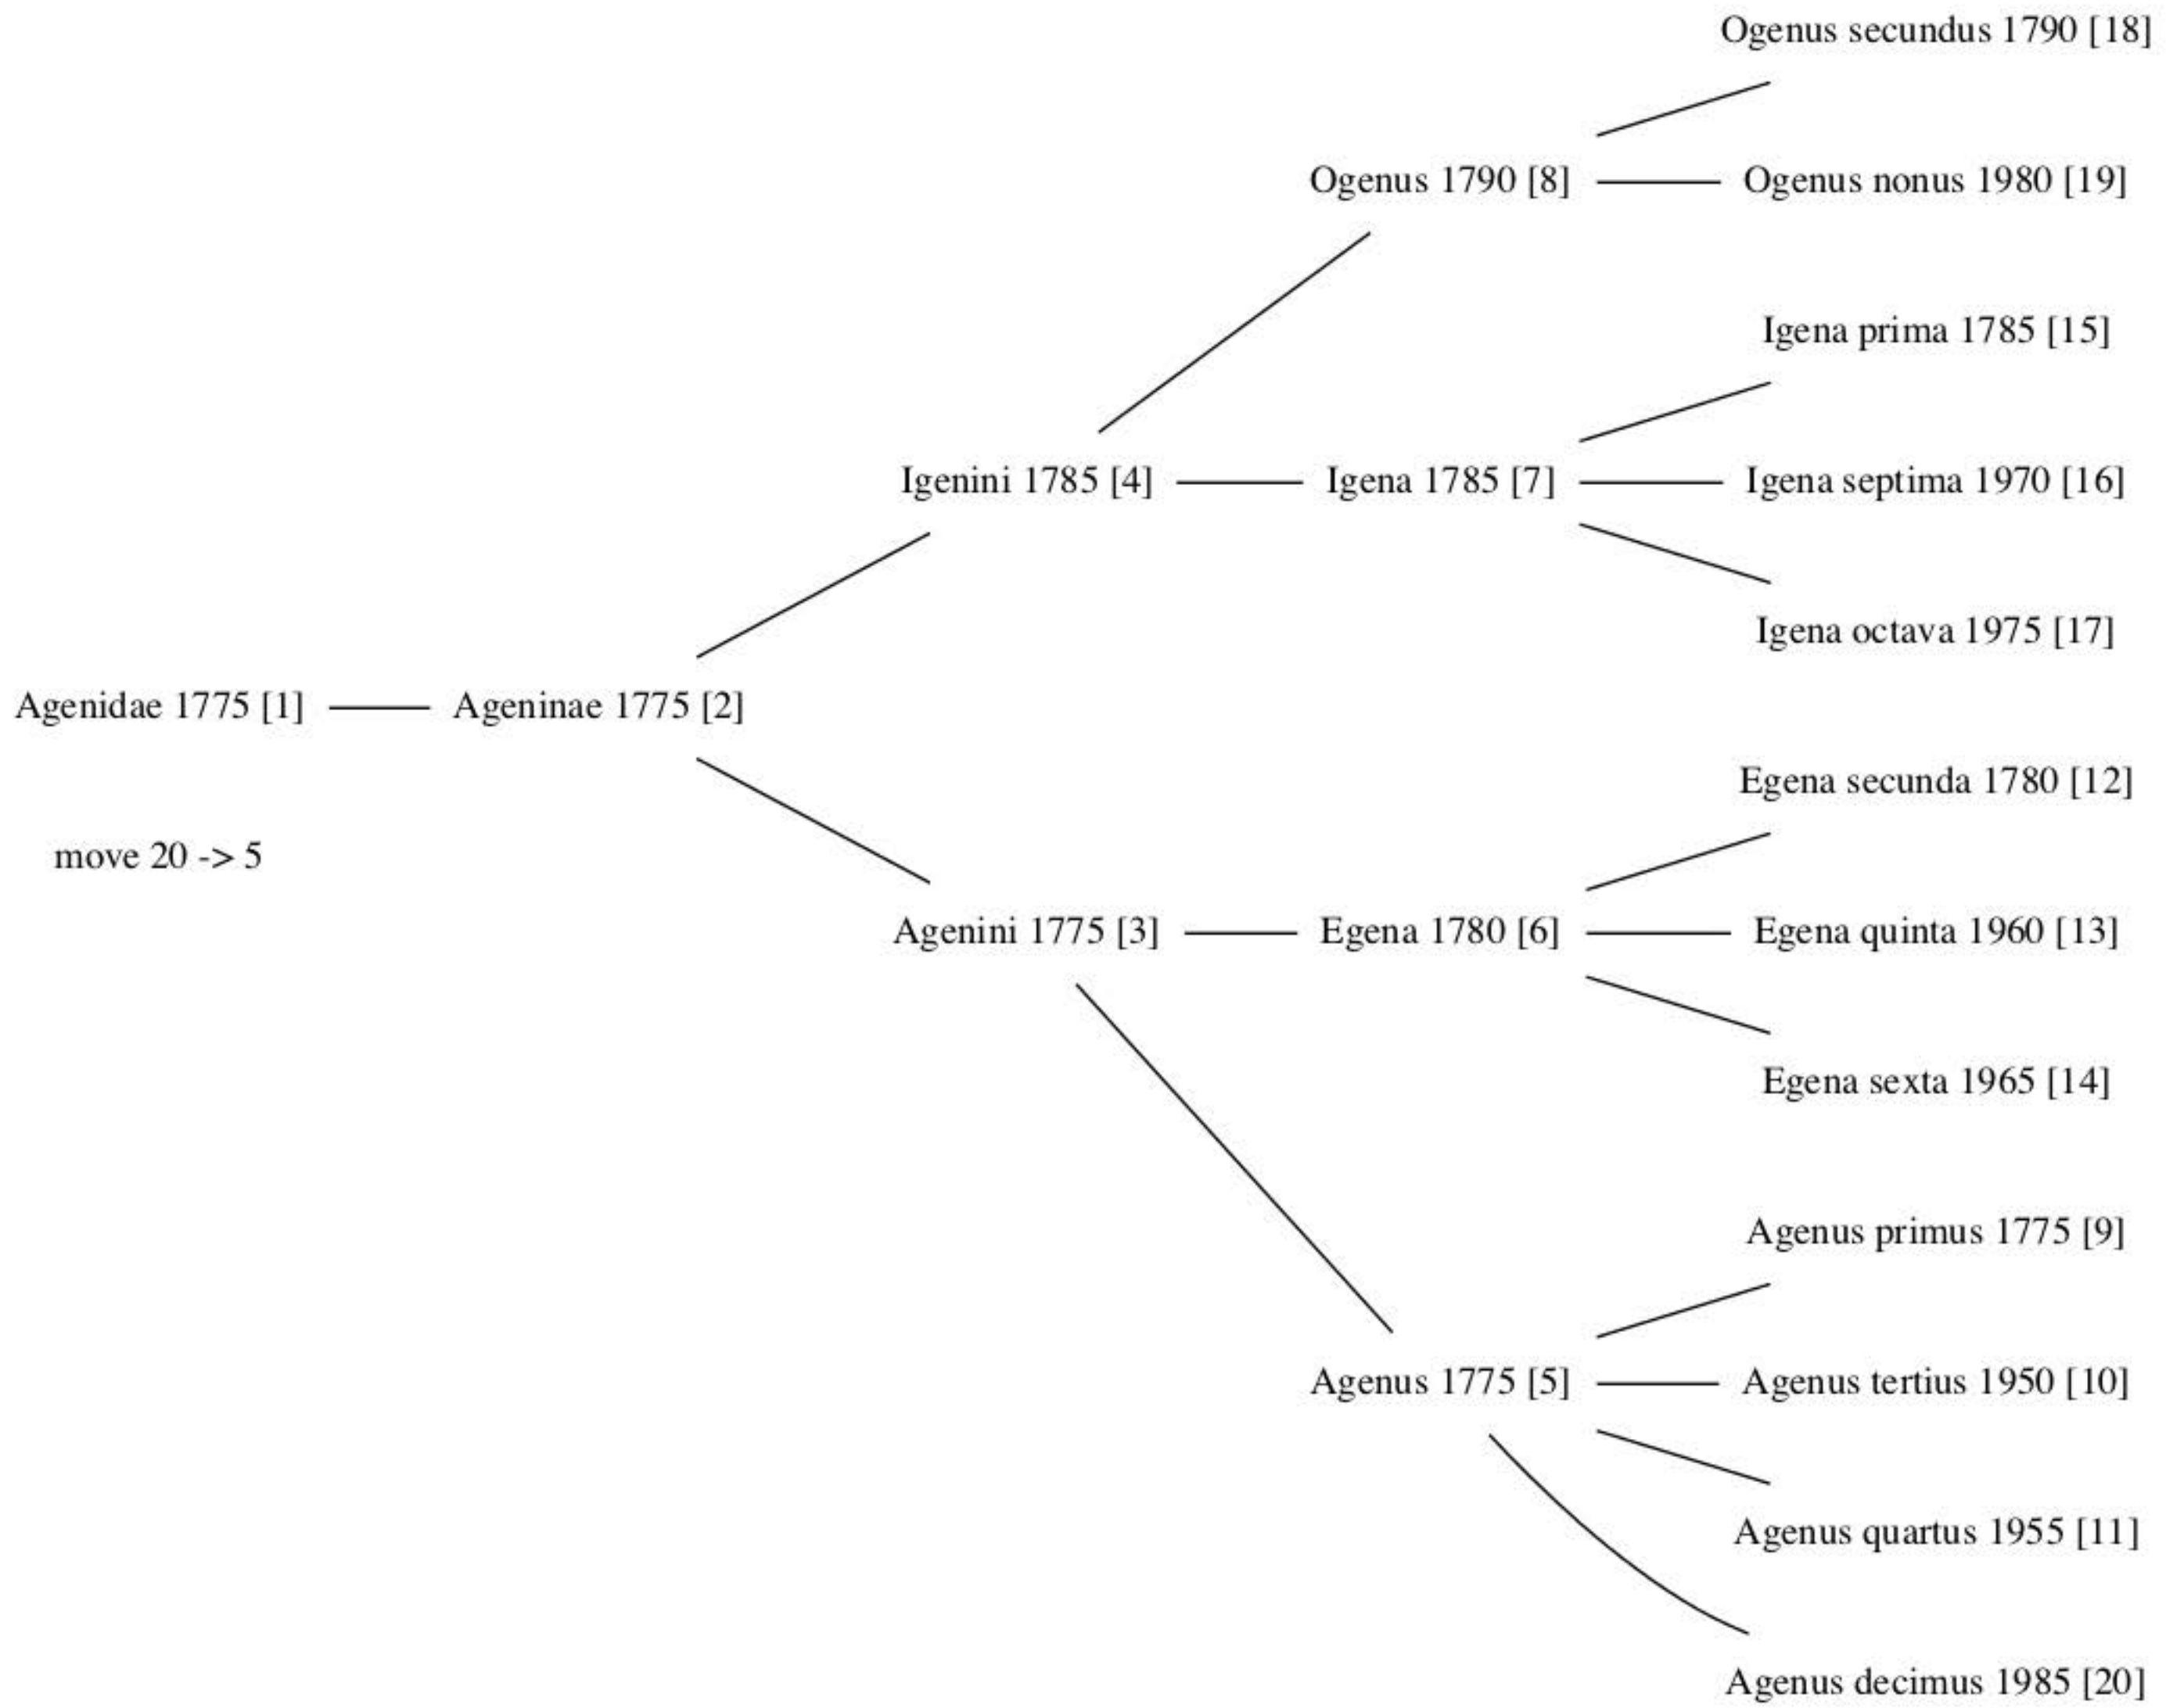 Ogenus secundus 1790 [18]
Ogenus 1790 [8]
Ogenus nonus 1980 [19]
Igena prima 1785 [15]
Igenini 1785 [4]
Igena 1785 [7]
Igena septima 1970 [16]
Igena octava 1975 [17]
Agenidae 1775 [1]
Ageninae 1775 [2]
Egena secunda 1780 [12]
move 20 -> 5
Agenini 1775 [3]
Egena 1780 [6]
Egena quinta 1960 [13]
Egena sexta 1965 [14]
Agenus primus 1775 [9]
Agenus 1775 [5]
Agenus tertius 1950 [10]
Agenus quartus 1955 [11]
Agenus decimus 1985 [20]